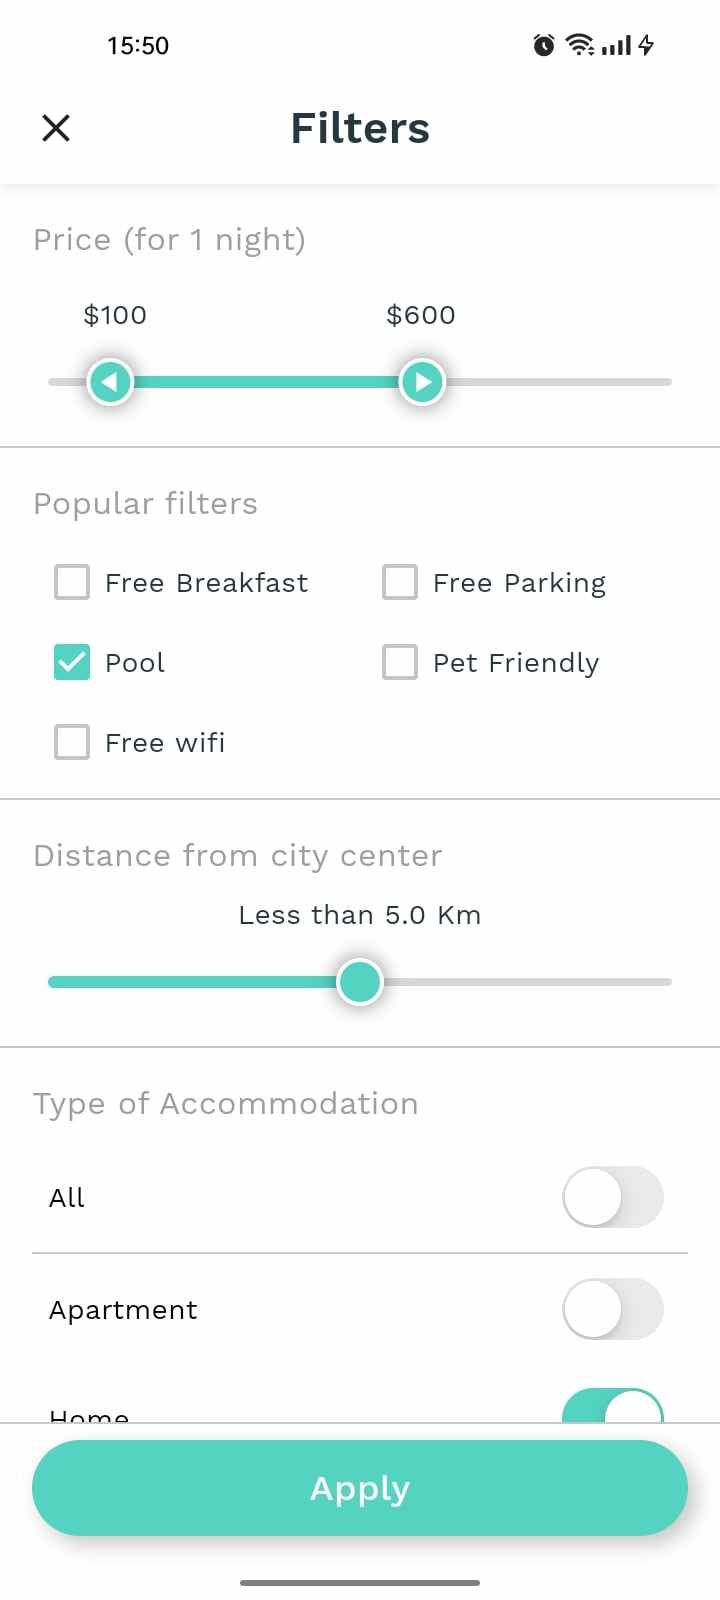 15:50
Filters
Price (for 1 night)
$100 $600
Popular filters
Free Breakfast Free Parking
Pool Pet Friendly
Free wifi
Distance from city center
Less than 5.0 Km
Type of Accommodation
All
Apartment
Home
Apply